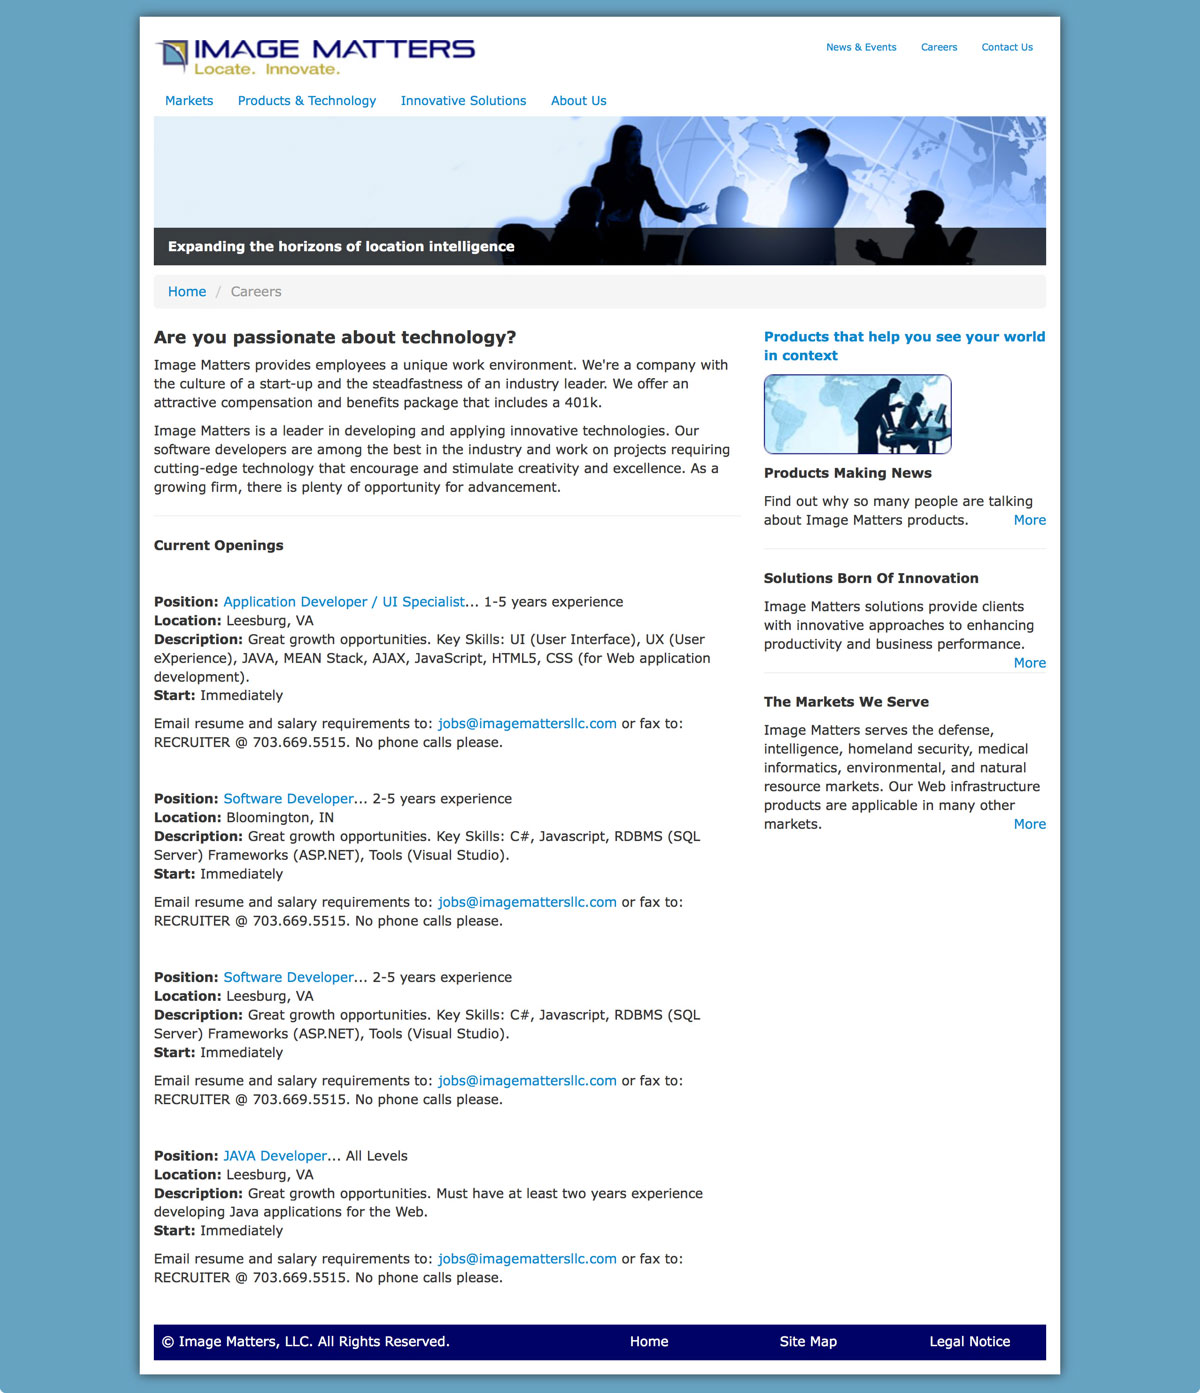 IMAGE MATTERS
Locate. Innovate.
News & Events Careers Contact Us
Markets Products & Technology Innovative Solutions About Us
Expanding the horizons of location intelligence
Home / Careers
Are you passionate about technology?
Image Matters provides employees a unique work environment. We're a company with
the culture of a start-up and the steadfastness of an industry leader. We offer an
attractive compensation and benefits package that includes a 401k.
Image Matters is a leader in developing and applying innovative technologies. Our
software developers are among the best in the industry and work on projects requiring
cutting-edge technology that encourage and stimulate creativity and excellence. As a
growing firm, there is plenty of opportunity for advancement.
Current Openings
Position: Application Developer / UI Specialist... 1-5 years experience
Location: Leesburg, VA
Description: Great growth opportunities. Key Skills: UI (User Interface), UX (User
eXperience), JAVA, MEAN Stack, AJAX, JavaScript, HTML5, CSS (for Web application
development).
Start: Immediately
Email resume and salary requirements to: jobs@imagemattersllc.com or fax to:
RECRUITER @ 703.669.5515. No phone calls please.
Position: Software Developer... 2-5 years experience
Location: Bloomington, IN
Description: Great growth opportunities. Key Skills: C#, Javascript, RDBMS (SQL
Server) Frameworks (ASP.NET), Tools (Visual Studio).
Start: Immediately
Email resume and salary requirements to: jobs@imagemattersllc.com or fax to:
RECRUITER @ 703.669.5515. No phone calls please.
Position: Software Developer... 2-5 years experience
Location: Leesburg, VA
Description: Great growth opportunities. Key Skills: C#, Javascript, RDBMS (SQL
Server) Frameworks (ASP.NET), Tools (Visual Studio).
Start: Immediately
Email resume and salary requirements to: jobs@imagemattersllc.com or fax to:
RECRUITER @ 703.669.5515. No phone calls please.
Position: JAVA Developer... All Levels
Location: Leesburg, VA
Description: Great growth opportunities. Must have at least two years experience
developing Java applications for the Web.
Start: Immediately
Email resume and salary requirements to: jobs@imagemattersllc.com or fax to:
RECRUITER @ 703.669.5515. No phone calls please.
Products that help you see your world
in context
Products Making News
Find out why so many people are talking
about Image Matters products. More
Solutions Born Of Innovation
Image Matters solutions provide clients
with innovative approaches to enhancing
productivity and business performance.
More
The Markets We Serve
Image Matters serves the defense,
intelligence, homeland security, medical
informatics, environmental, and natural
resource markets. Our Web infrastructure
products are applicable in many other
markets. More
© Image Matters, LLC. All Rights Reserved. Home Site Map Legal Notice